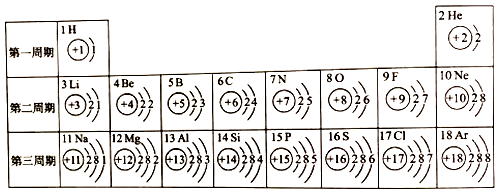 1 H 2 He
第一周期 +1 1 +2 2
3 Li 4 Be 5 B 6 C 7 N 8 O 9 F 10 Ne
第二周期 +3 2 1 +4 2 2 +5 2 3 +6 2 4 +7 2 5 +8 2 6 +9 2 7 +10 2 8
11 Na 12 Mg 13 Al 14 Si 15 P 16 S 17 Cl 18 Ar
第三周期 +11 2 8 1 +12 2 8 2 +13 2 8 3 +14 2 8 4 +15 2 8 5 +16 2 8 6 +17 2 8 7 +18 2 8 8